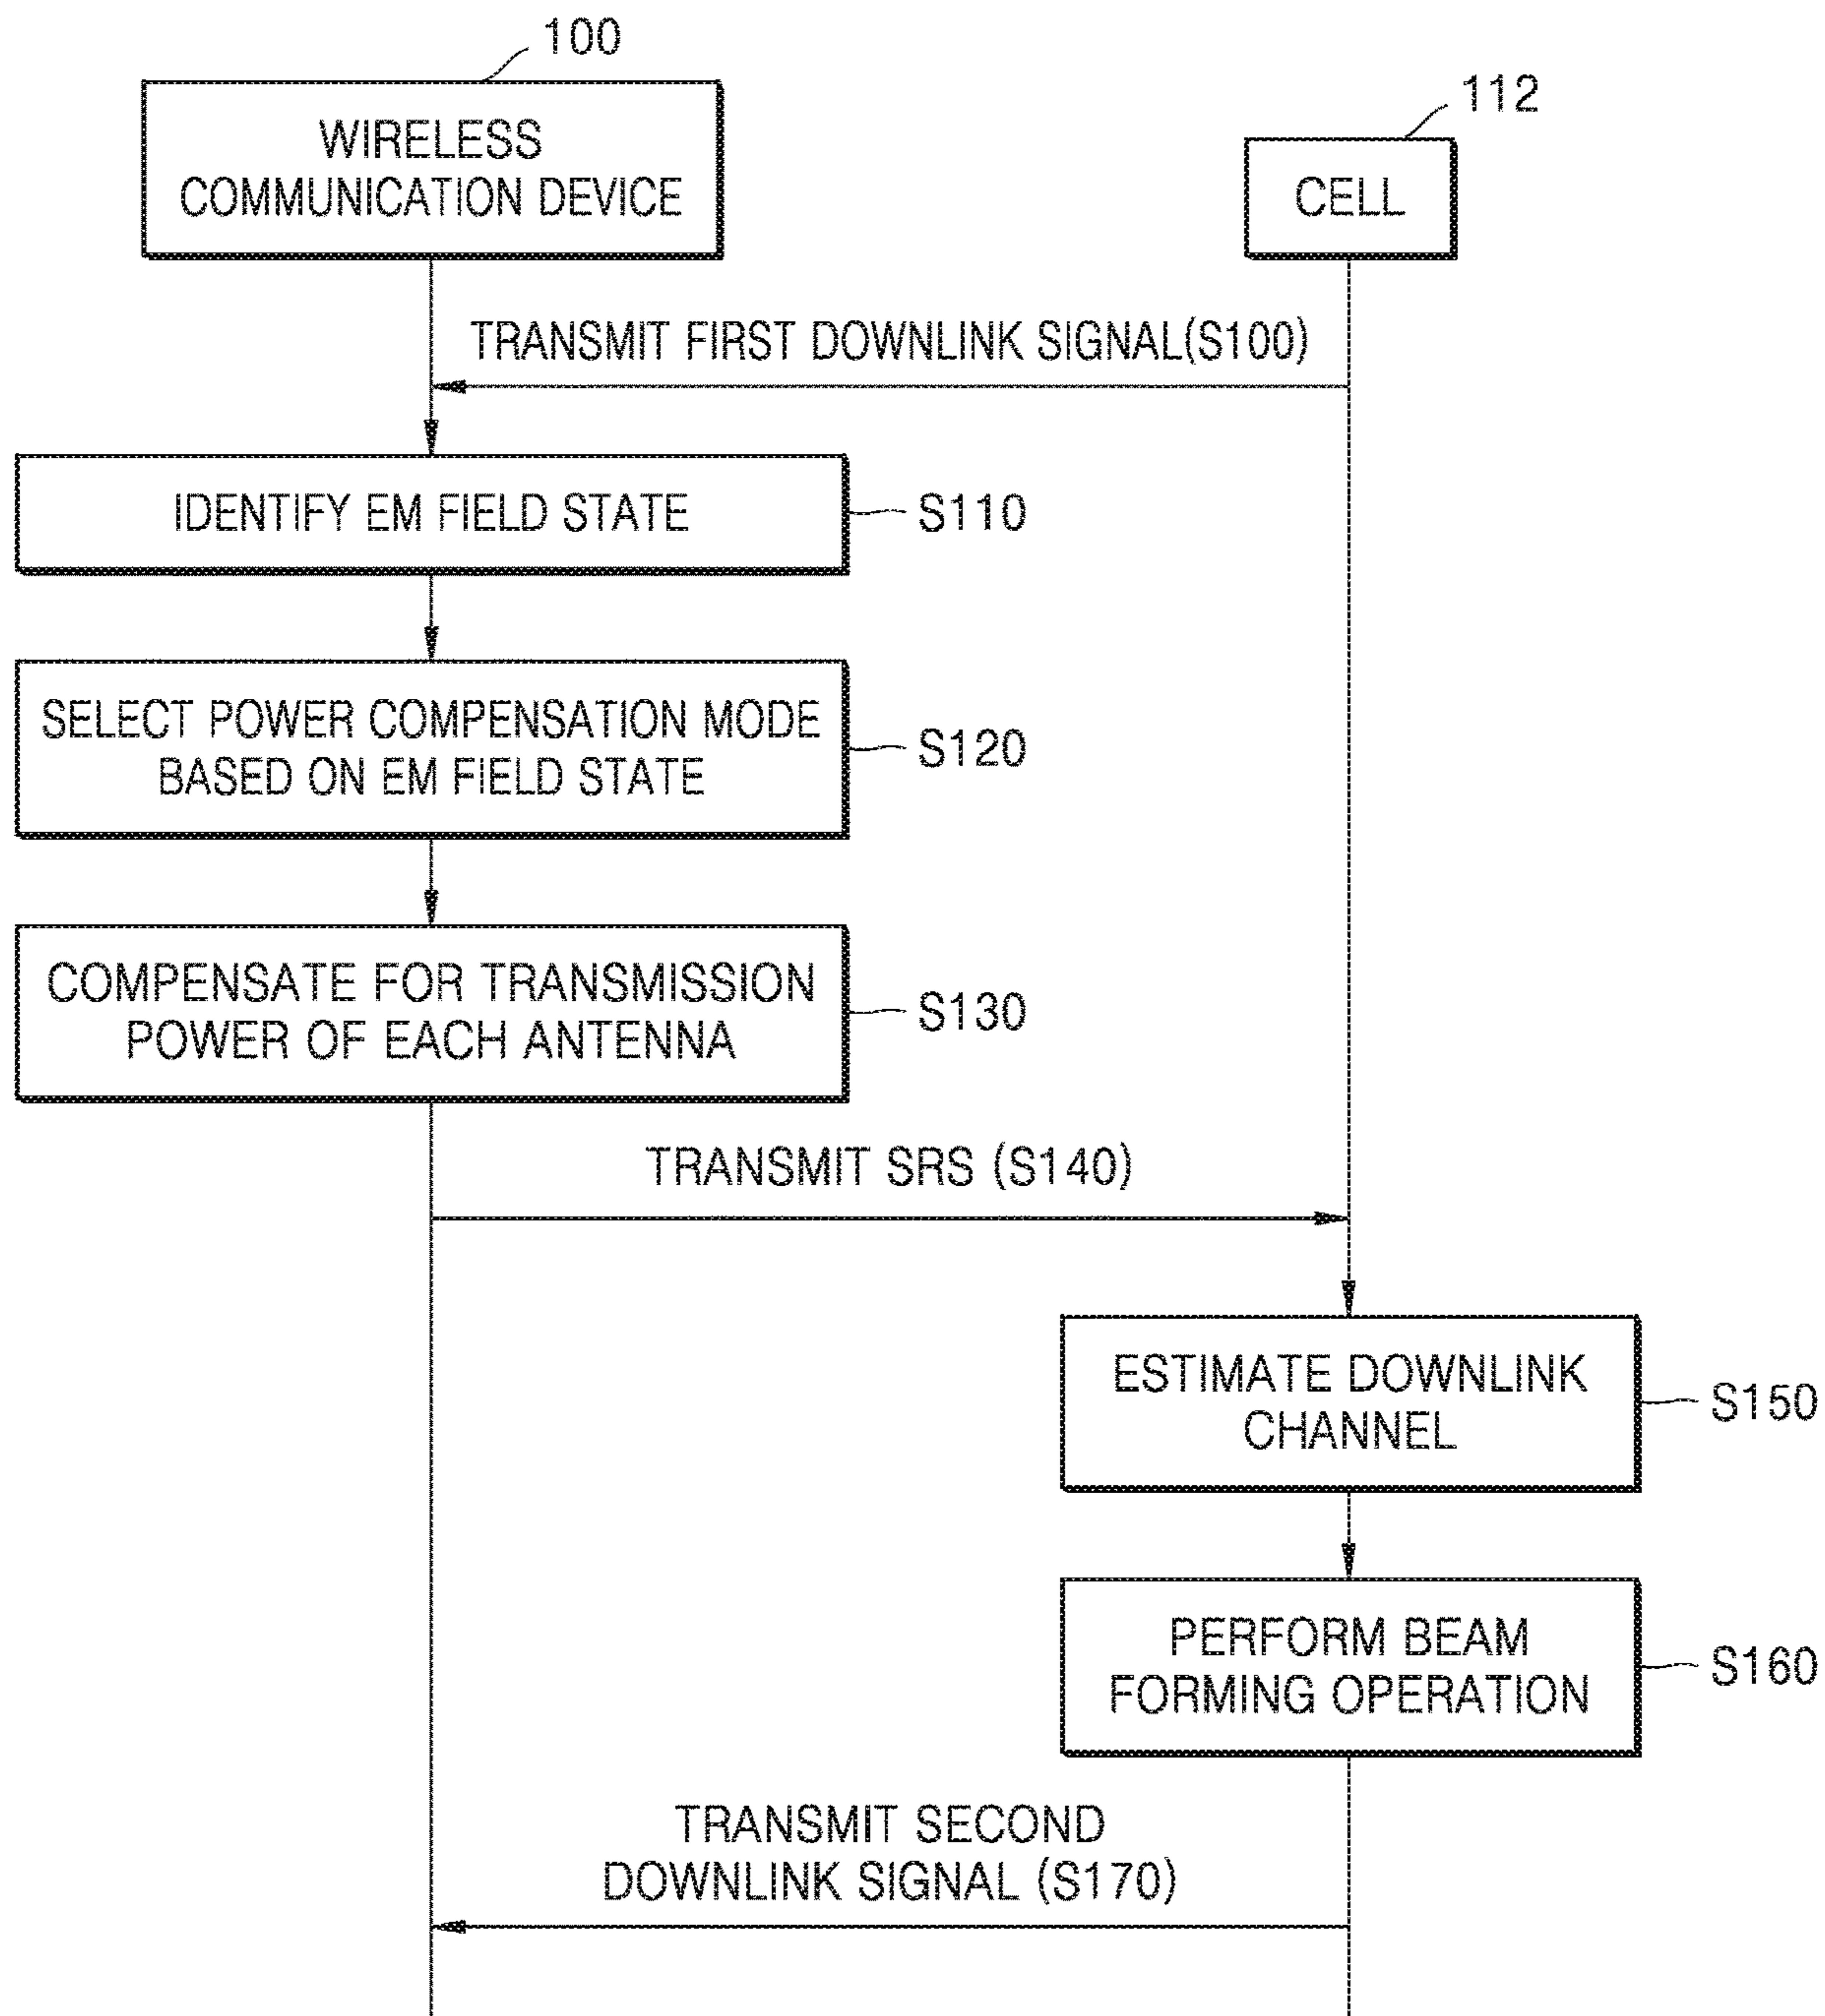 100
WIRELESS
COMMUNICATION DEVICE
112
CELL
TRANSMIT FIRST DOWNLINK SIGNAL(S100)
IDENTIFY EM FIELD STATE
S110
SELECT POWER COMPENSATION MODE
BASED ON EM FIELD STATE
S120
COMPENSATE FOR TRANSMISSION
POWER OF EACH ANTENNA
S130
TRANSMIT SRS (S140)
ESTIMATE DOWNLINK
CHANNEL
S150
PERFORM BEAM
FORMING OPERATION
S160
TRANSMIT SECOND
DOWNLINK SIGNAL (S170)